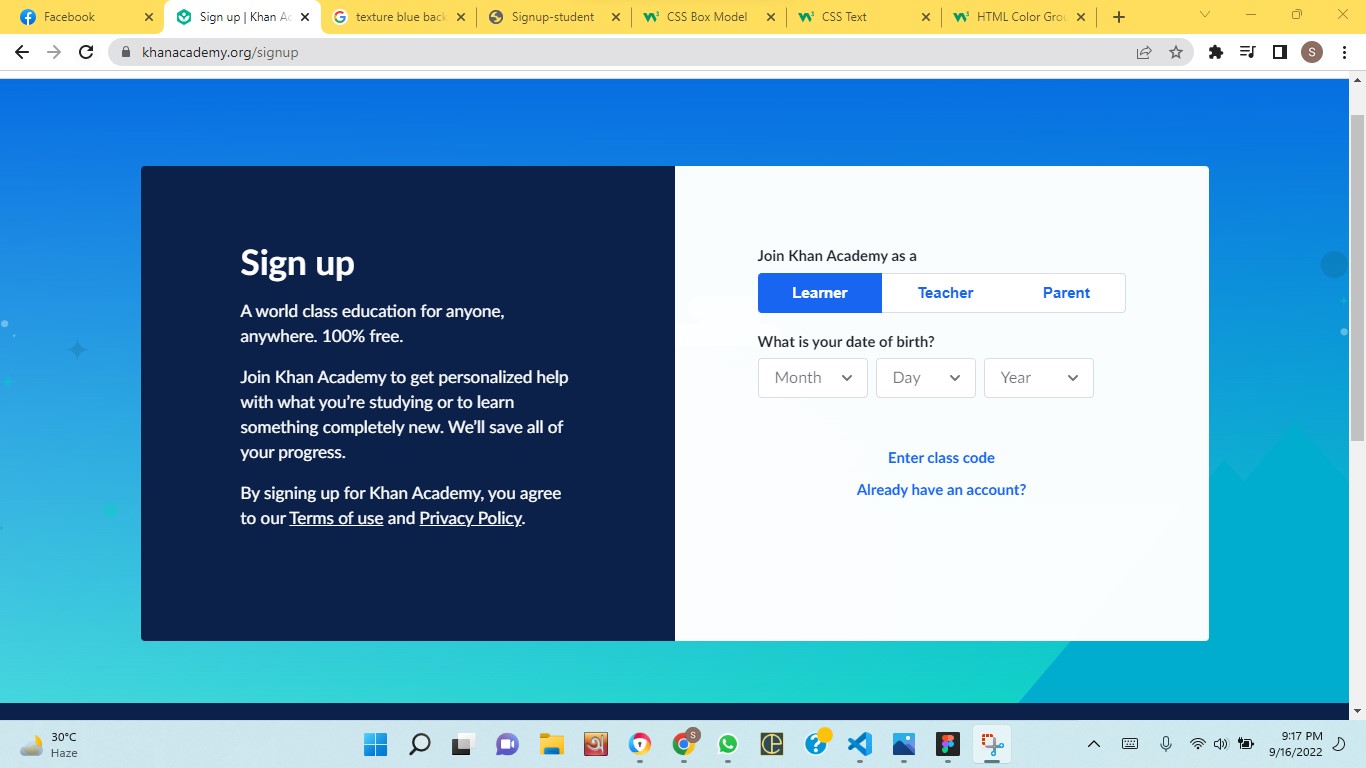 Facebook
Sign up | Khan Ac
texture blue back
Signup-student
CSS Box Model
CSS Text
HTML Color Grou
khanacademy.org/signup
S
Sign up
A world class education for anyone,
anywhere. 100% free.
Join Khan Academy to get personalized help
with what you’re studying or to learn
something completely new. We’ll save all of
your progress.
By signing up for Khan Academy, you agree
to our Terms of use and Privacy Policy.
Join Khan Academy as a
Learner Teacher Parent
What is your date of birth?
Month Day Year
Enter class code
Already have an account?
30°C
Haze
S
9:17 PM
9/16/2022